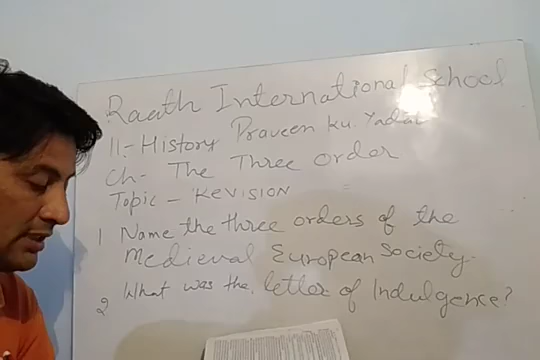 Raath International School
11:- History Praveen Ku. Yadav
Ch- The Three order
Topic - REVISION
1 Name the three orders of the
Medieval European Society.
2 What was the letter of Indulgence?